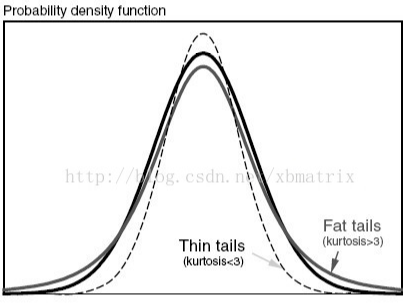 Probability density function
http://blog.csdn.net/xbmatrix
Fat tails
(kurtosis>3)
Thin tails
(kurtosis<3)